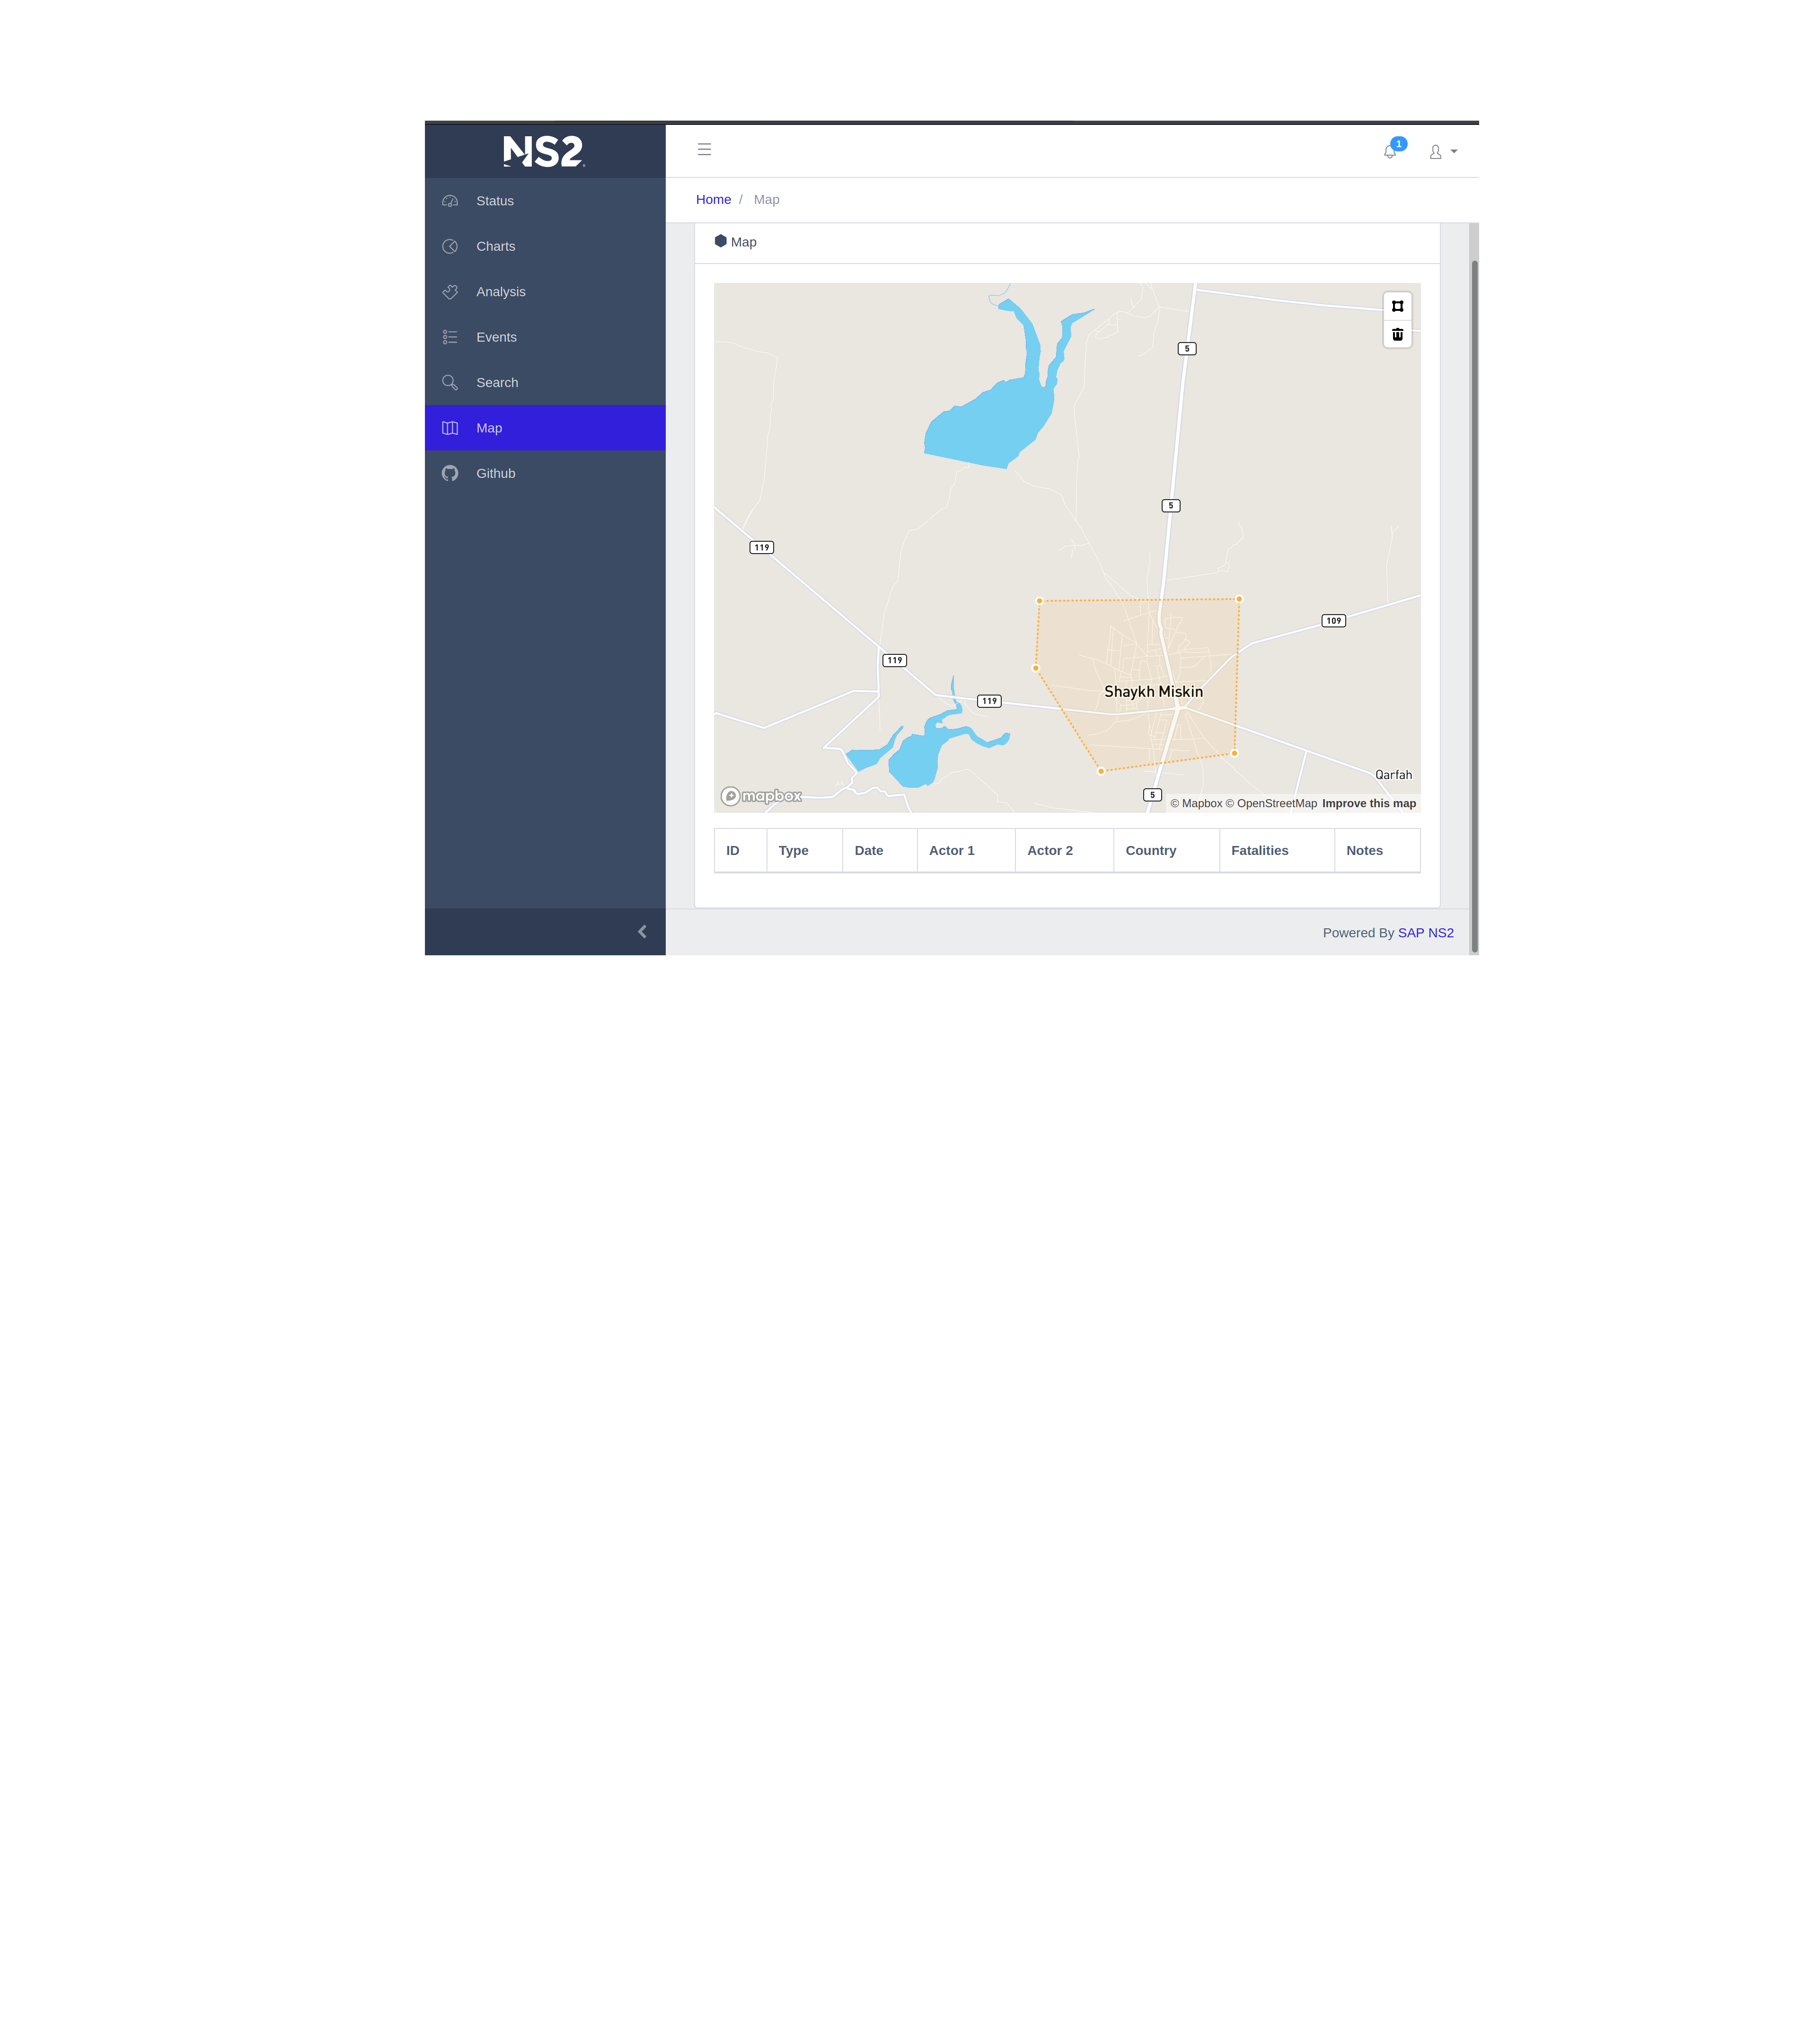 NS2
1
Status
Charts
Analysis
Events
Search
Map
Github
Home / Map
Map
5
5
119
109
119
119
Shaykh Miskin
Qarfah
5
mapbox
© Mapbox © OpenStreetMap Improve this map
ID Type Date Actor 1 Actor 2 Country Fatalities Notes
Powered By SAP NS2